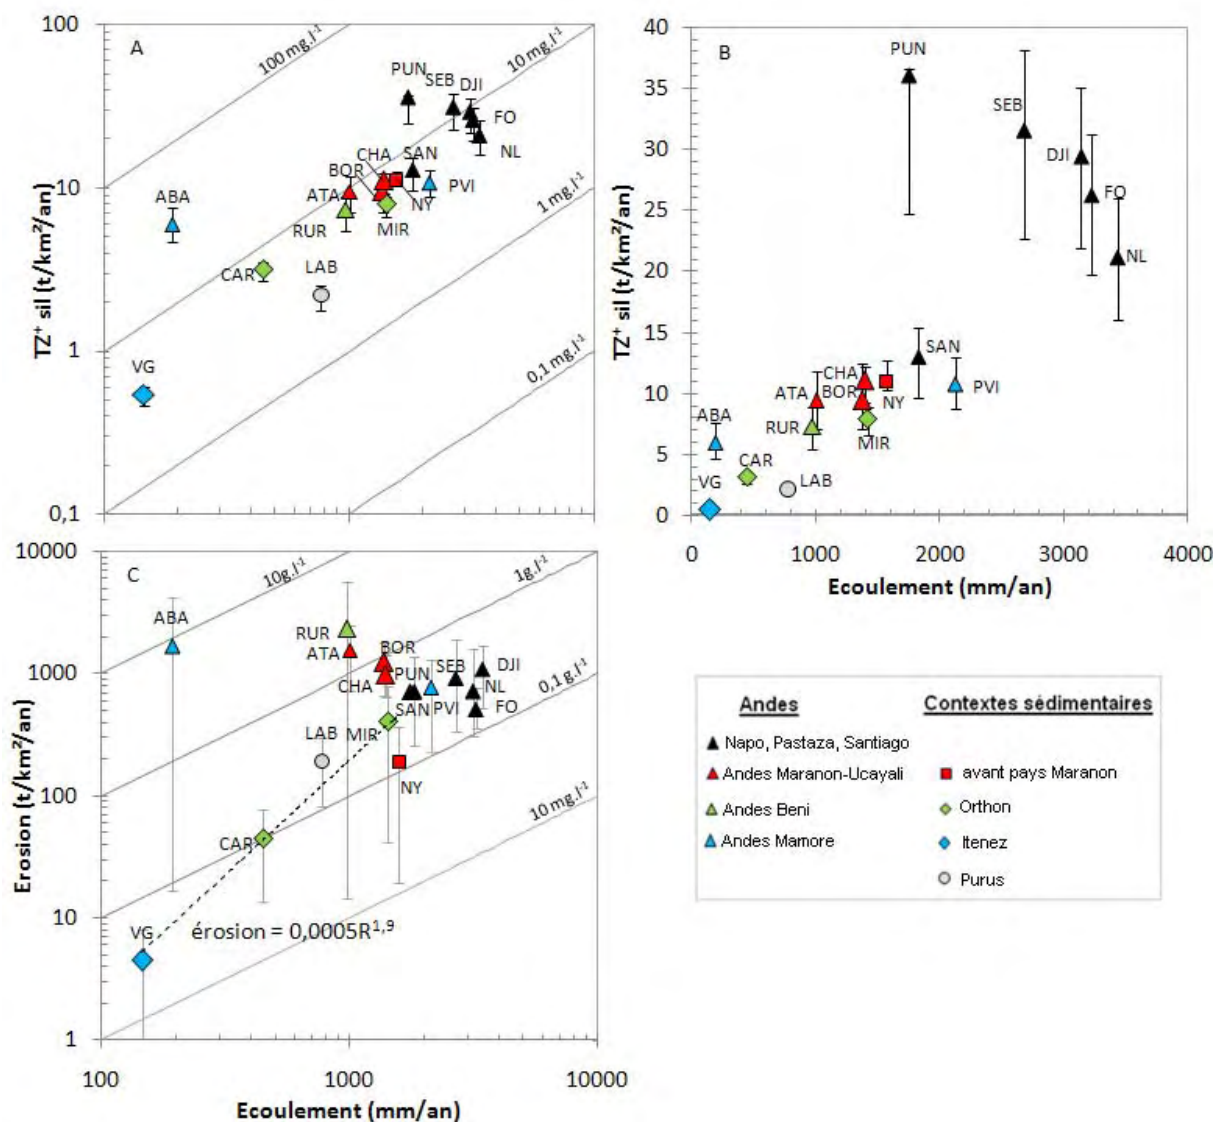 A
TZ⁺ sil (t/km²/an)
100
10
1
0,1
100 mg.l⁻¹
10 mg.l⁻¹
1 mg.l⁻¹
0,1 mg.l⁻¹
PUN
SEB
DJI
FO
NL
CHA
SAN
BOR
PVI
ABA
ATA
NY
RUR
MIR
CAR
LAB
VG
B
TZ⁺ sil (t/km²/an)
40
35
30
25
20
15
10
5
0
PUN
SEB
DJI
FO
NL
SAN
CHA
ATA
BOR
NY
PVI
ABA
RUR
MIR
CAR
VG
LAB
0 1000 2000 3000 4000
Ecoulement (mm/an)
C
Erosion (t/km²/an)
10000
1000
100
10
1
10g.l⁻¹
1g.l⁻¹
0,1 g.l⁻¹
10 mg.l⁻¹
ABA
RUR
BOR
ATA
SEB
DJI
CHA
PUN
NL
SAN
PVI
FO
LAB
MIR
NY
CAR
VG
érosion = 0,0005R¹,⁹
100 1000 10000
Ecoulement (mm/an)
Andes
Contextes sédimentaires
Napo, Pastaza, Santiago
Andes Maranon-Ucayali
avant pays Maranon
Andes Beni
Orthon
Andes Mamore
Itenez
Purus